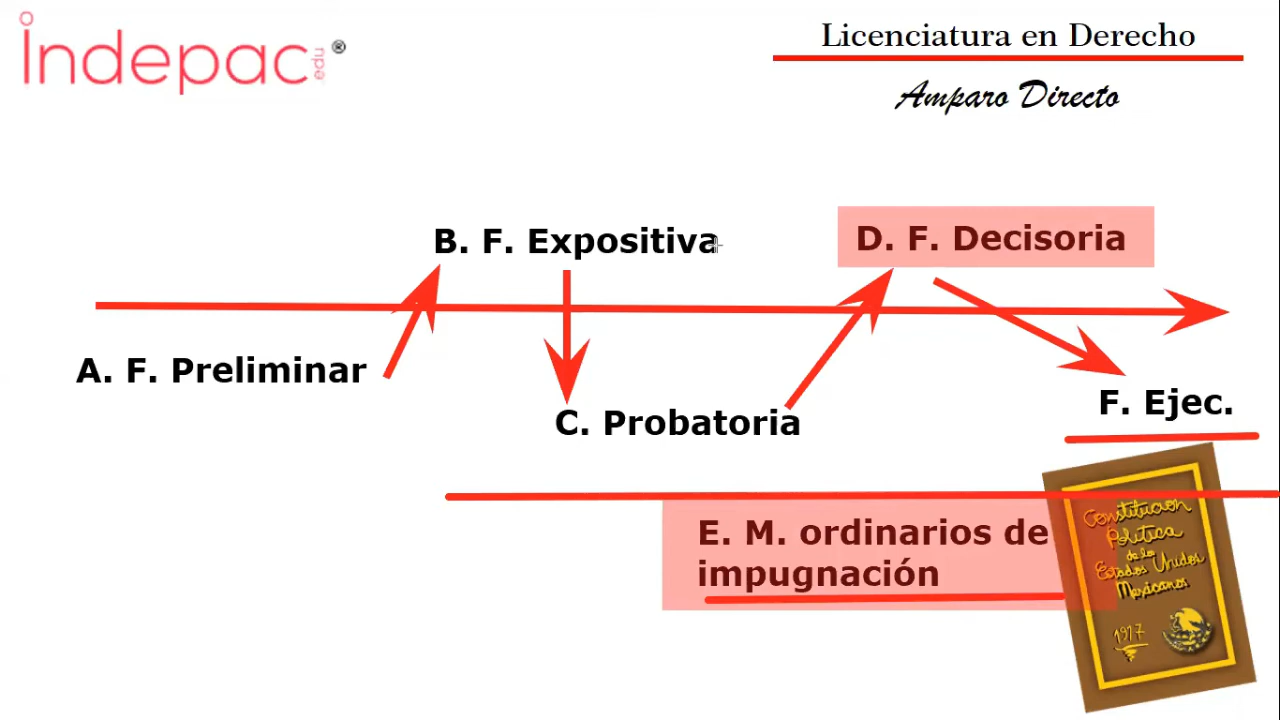 indepac.edu ®
Licenciatura en Derecho
Amparo Directo
B. F. Expositiva
D. F. Decisoria
A. F. Preliminar
C. Probatoria
F. Ejec.
E. M. ordinarios de
impugnación
Constitución
Política
de los
Estados Unidos
Mexicanos
1917